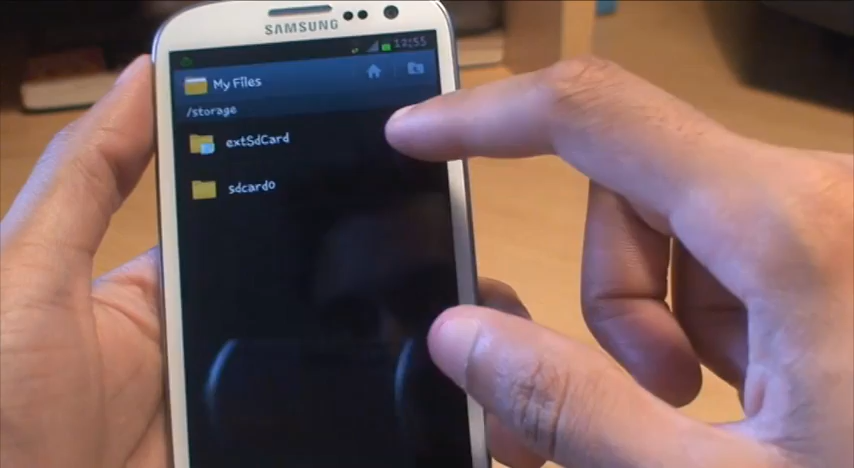 SAMSUNG
12:55
My Files
/storage
extSdCard
sdcard0